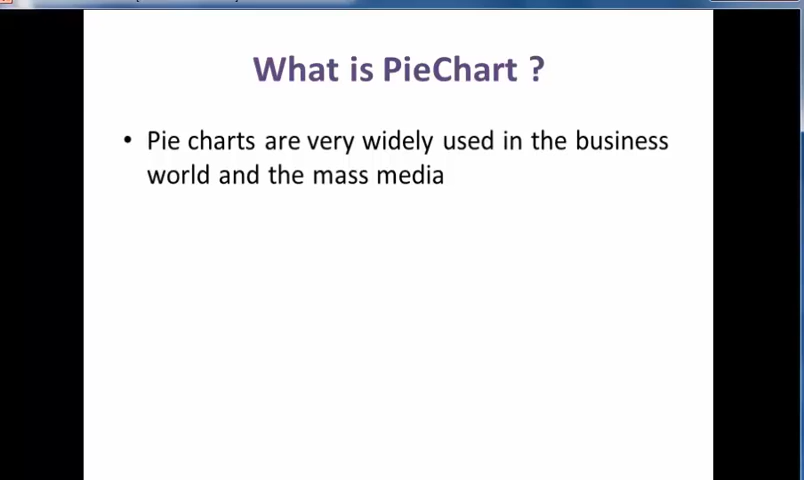 What is PieChart ?
• Pie charts are very widely used in the business
world and the mass media